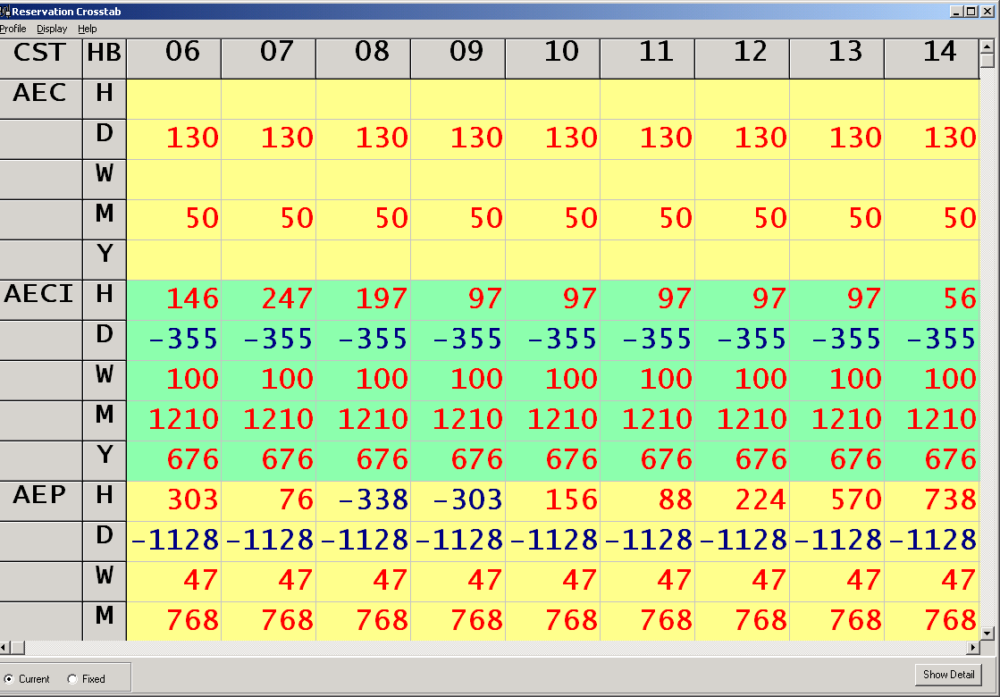 Reservation Crosstab
Profile Display Help
CST HB 06 07 08 09 10 11 12 13 14
AEC H
D 130 130 130 130 130 130 130 130 130
W
M 50 50 50 50 50 50 50 50 50
Y
AECI H 146 247 197 97 97 97 97 97 56
D -355 -355 -355 -355 -355 -355 -355 -355 -355
W 100 100 100 100 100 100 100 100 100
M 1210 1210 1210 1210 1210 1210 1210 1210 1210
Y 676 676 676 676 676 676 676 676 676
AEP H 303 76 -338 -303 156 88 224 570 738
D -1128 -1128 -1128 -1128 -1128 -1128 -1128 -1128 -1128
W 47 47 47 47 47 47 47 47 47
M 768 768 768 768 768 768 768 768 768
Current Fixed Show Detail